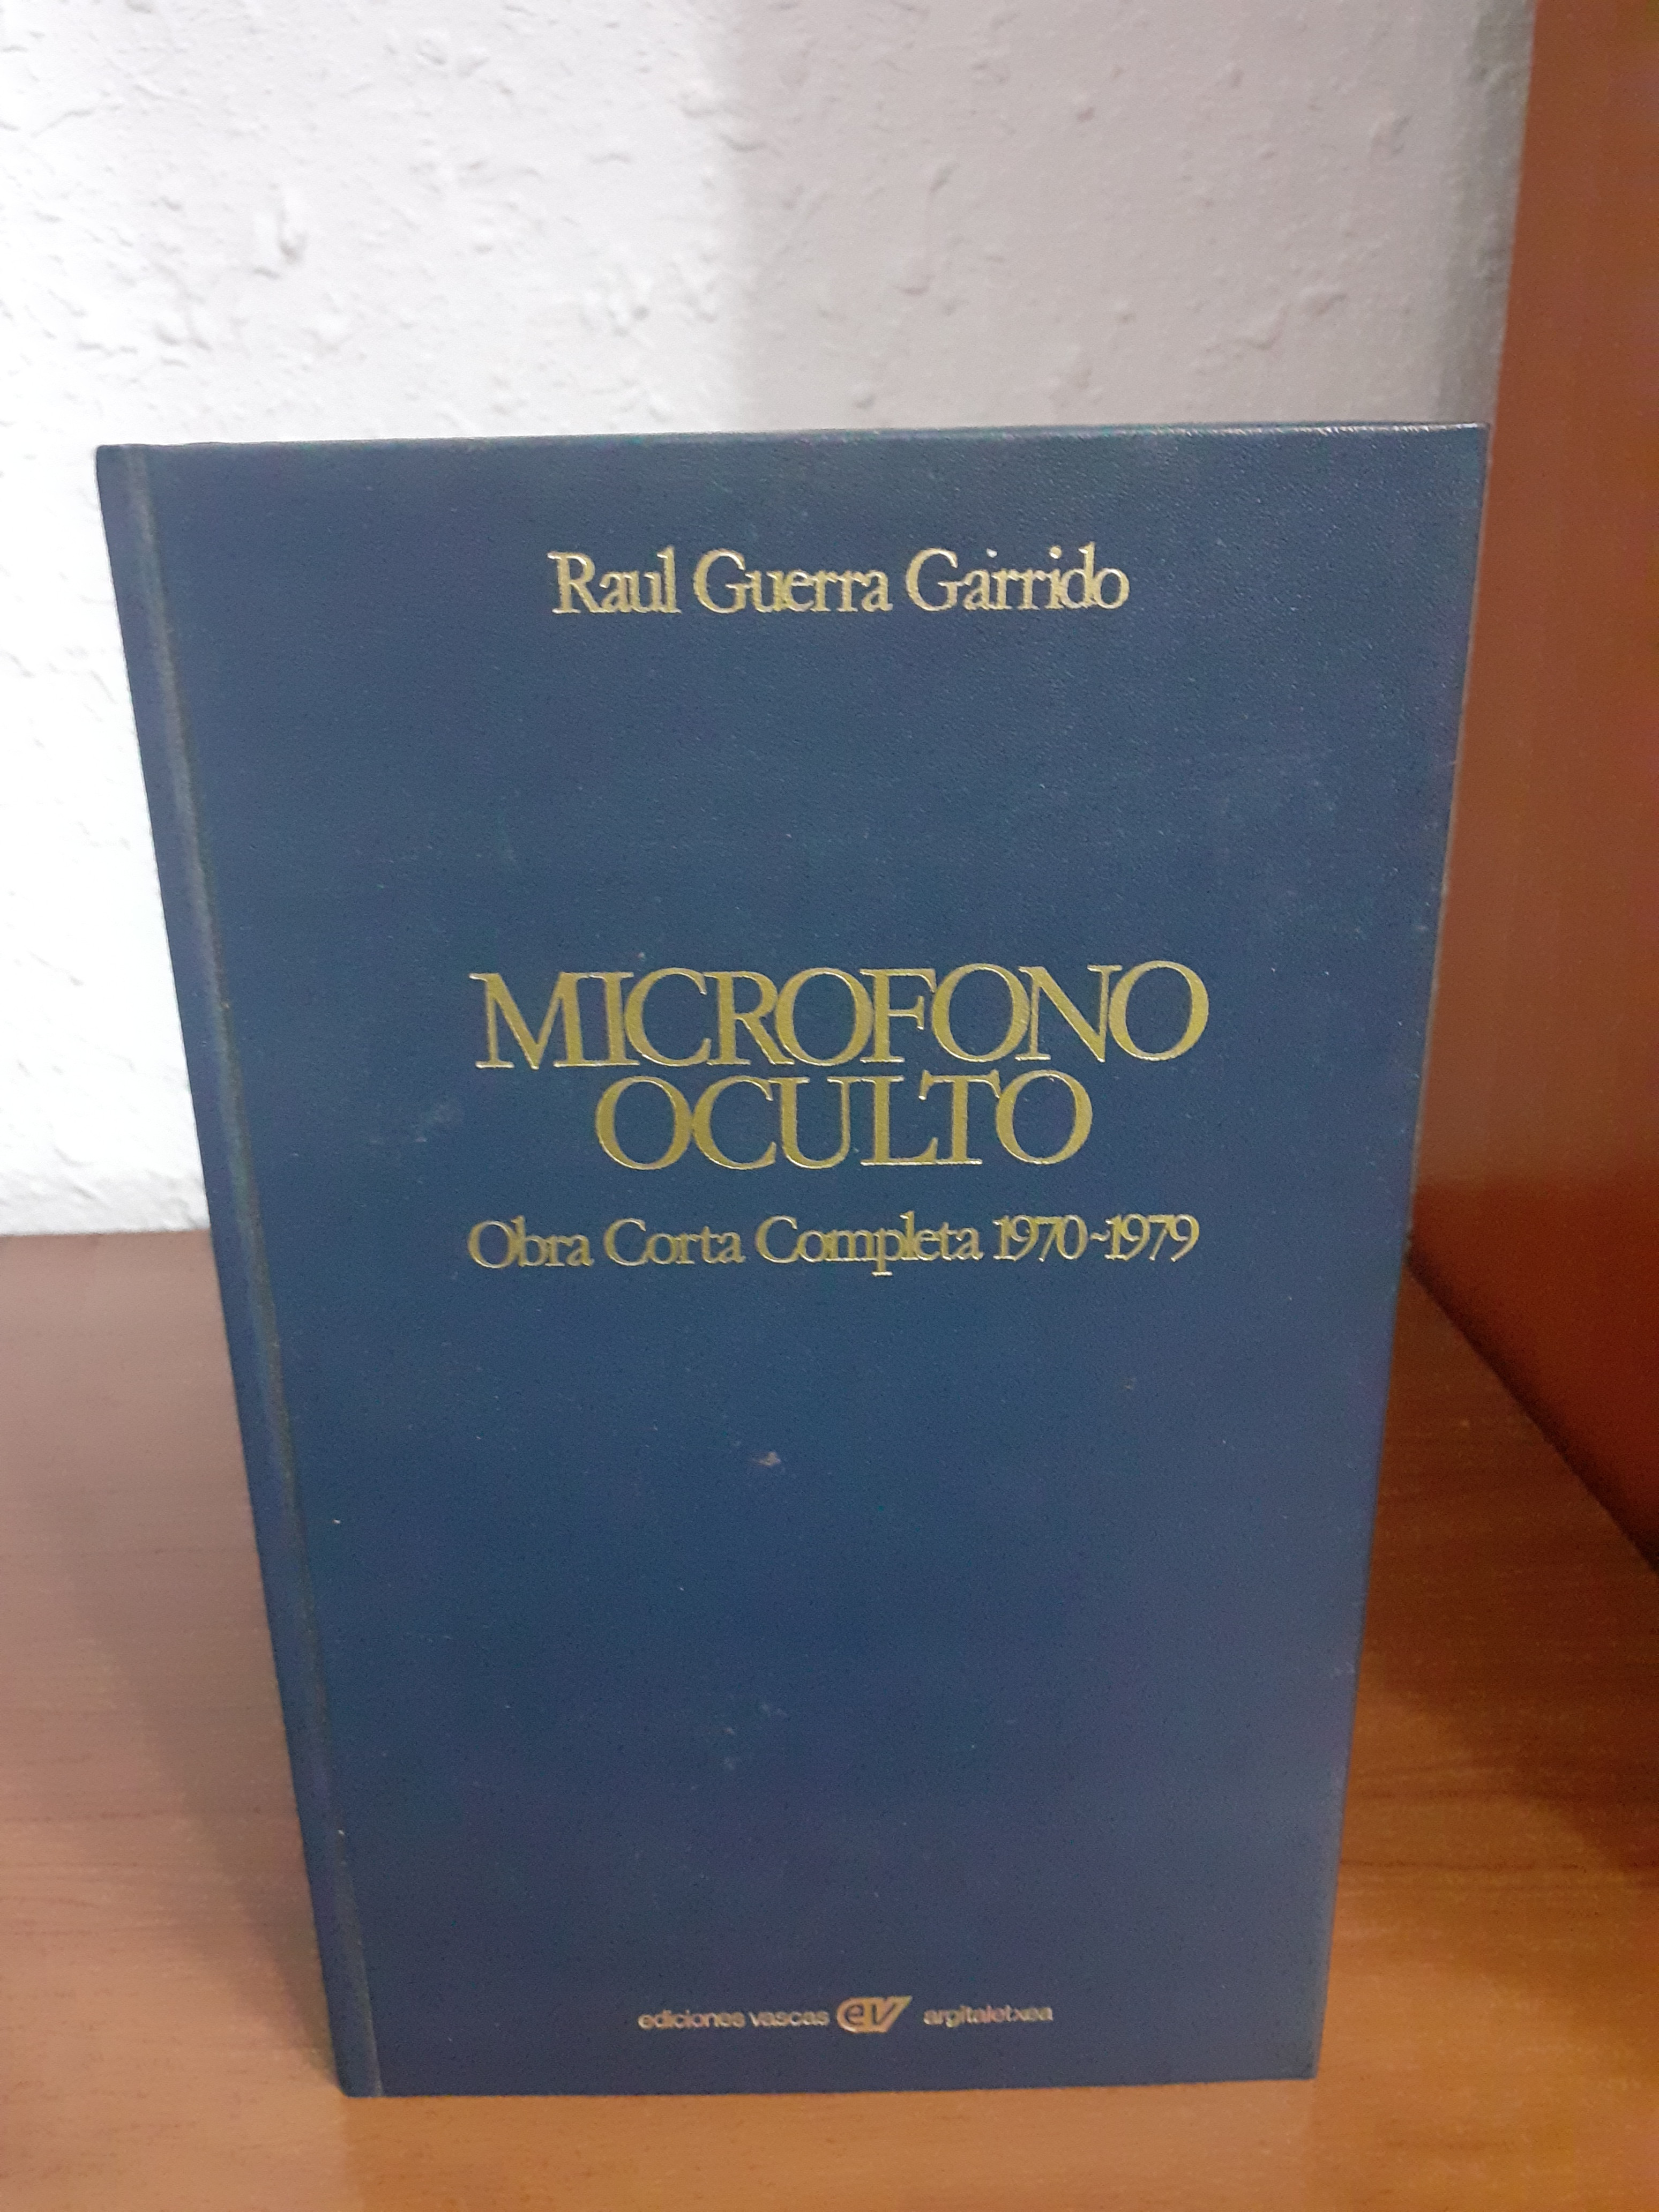 Raul Guerra Garrido
MICROFONO
OCULTO
Obra Corta Completa 1970~1979
ediciones vascas ev argitaletxea